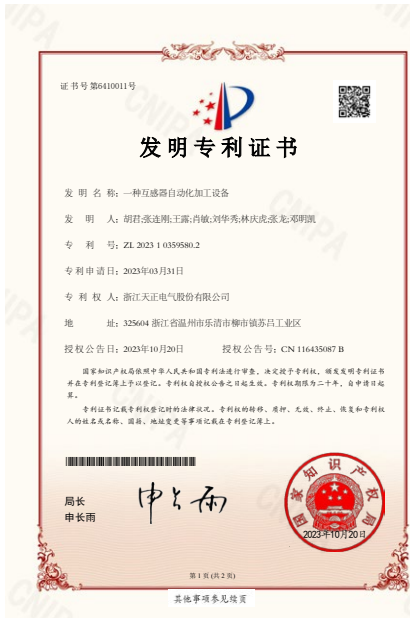 证书号第6410011号
发明专利证书
发 明 名 称：一种互感器自动化加工设备
发 明 人：胡君;张连刚;王露;肖敏;刘华秀;林庆虎;张龙;邓明凯
专 利 号：ZL 2023 1 0359580.2
专利申请日：2023年03月31日
专 利 权 人：浙江天正电气股份有限公司
地 址：325604 浙江省温州市乐清市柳市镇苏吕工业区
授权公告日：2023年10月20日 授权公告号：CN 116435087 B
国家知识产权局依照中华人民共和国专利法进行审查，决定授予专利权，颁发发明专利证书
并在专利登记簿上予以登记。专利权自授权公告之日起生效。专利权期限为二十年，自申请日起
算。
专利证书记载专利权登记时的法律状况。专利权的转移、质押、无效、终止、恢复和专利权
人的姓名或名称、国籍、地址变更等事项记载在专利登记簿上。
局长
申长雨
申长雨
国家知识产权局
2023年10月20日
第 1 页 (共 2 页)
其他事项参见续页
CNIPA